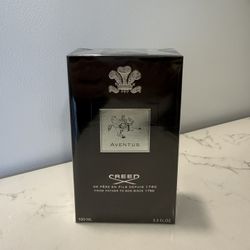 AVENTUS
CREED
DE PÈRE EN FILS DEPUIS 1760
FROM FATHER TO SON SINCE 1760
100 ML
3.3 FL.OZ